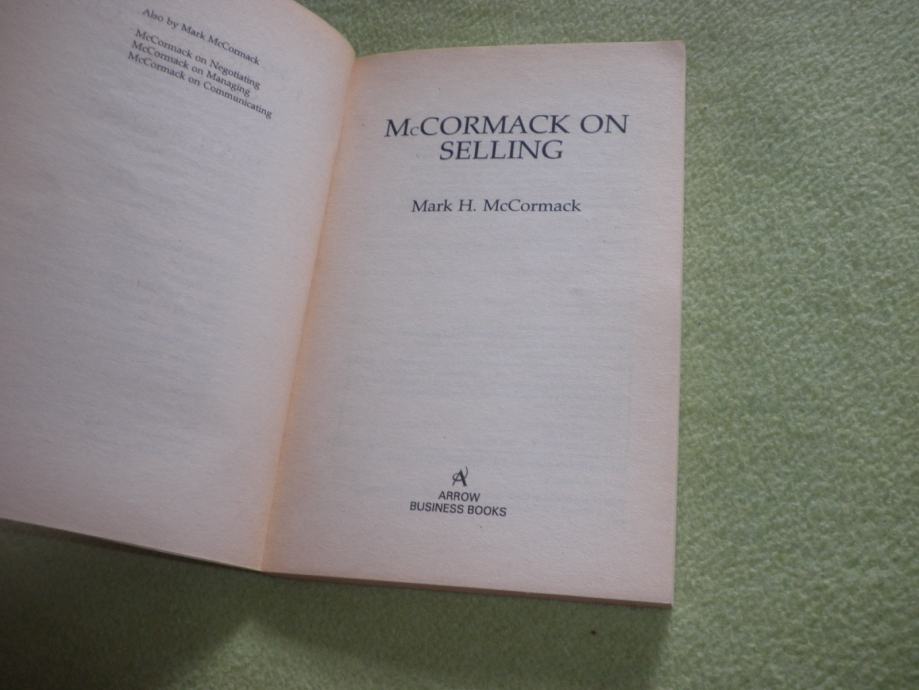 Also by Mark McCormack
McCormack on Negotiating
McCormack on Managing
McCormack on Communicating
McCORMACK ON
SELLING
Mark H. McCormack
ARROW
BUSINESS BOOKS